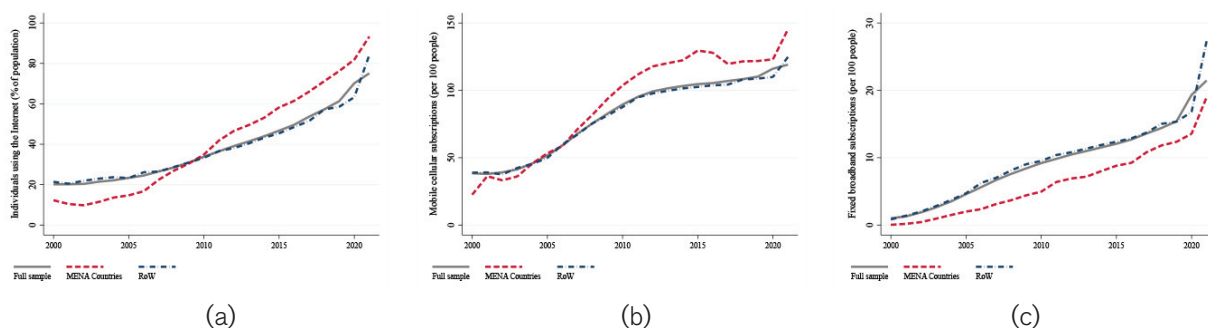 Individuals using the Internet (% of population)
0 20 40 60 80 100
2000 2005 2010 2015 2020
Full sample MENA Countries RoW
(a)
Mobile cellular subscriptions (per 100 people)
0 50 100 150
2000 2005 2010 2015 2020
Full sample MENA Countries RoW
(b)
Fixed broadband subscriptions (per 100 people)
0 10 20 30
2000 2005 2010 2015 2020
Full sample MENA Countries RoW
(c)